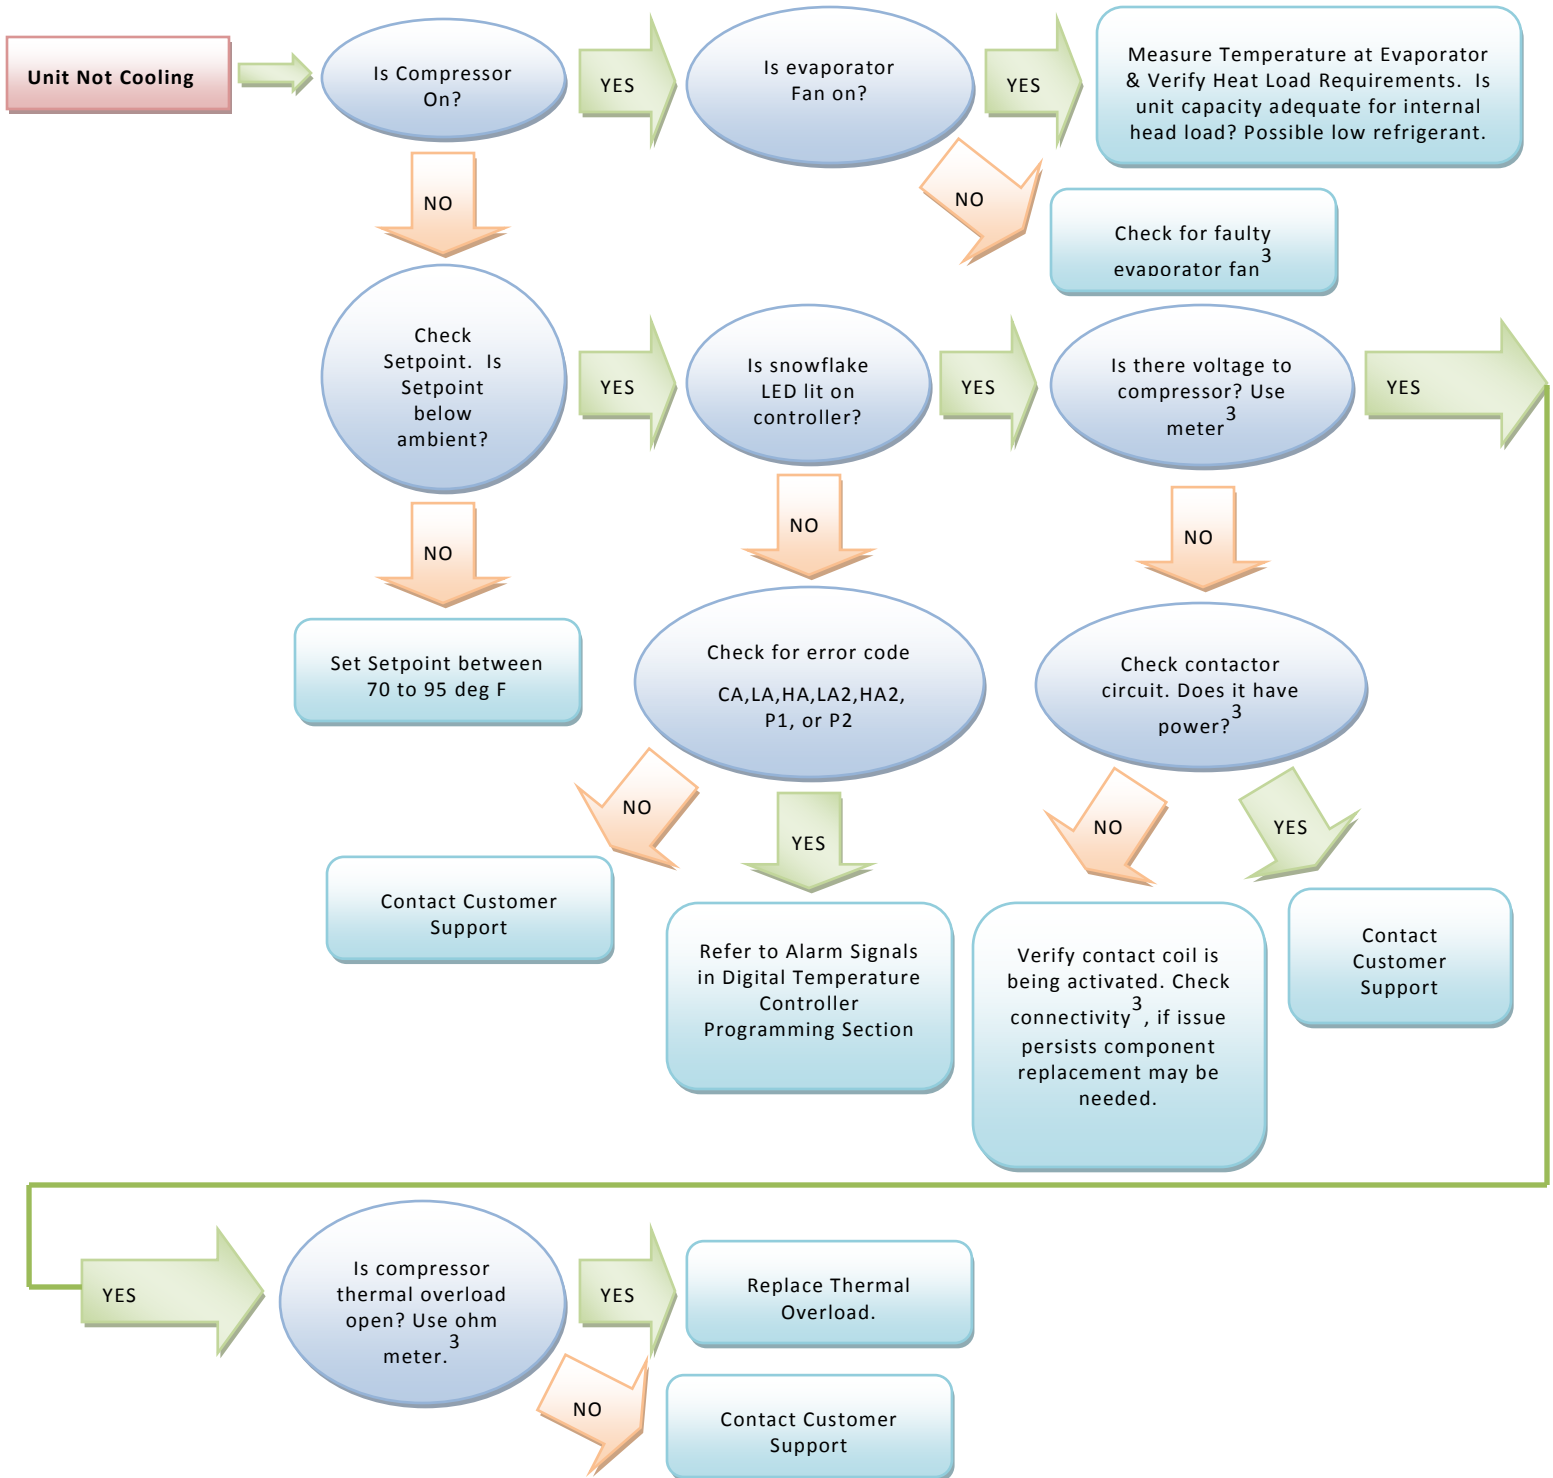 Unit Not Cooling
Is Compressor
On?
YES
Is evaporator
Fan on?
YES
Measure Temperature at Evaporator
& Verify Heat Load Requirements.  Is
unit capacity adequate for internal
head load? Possible low refrigerant.
NO
NO
Check for faulty
evaporator fan3
Check
Setpoint.  Is
Setpoint
below
ambient?
YES
Is snowflake
LED lit on
controller?
YES
Is there voltage to
compressor? Use
meter3
YES
NO
NO
NO
Set Setpoint between
70 to 95 deg F
Check for error code
CA,LA,HA,LA2,HA2,
P1, or P2
Check contactor
circuit. Does it have
power?3
NO
YES
NO
YES
Contact Customer
Support
Refer to Alarm Signals
in Digital Temperature
Controller
Programming Section
Verify contact coil is
being activated. Check
connectivity3, if issue
persists component
replacement may be
needed.
Contact
Customer
Support
YES
Is compressor
thermal overload
open? Use ohm
meter.3
YES
Replace Thermal
Overload.
NO
Contact Customer
Support